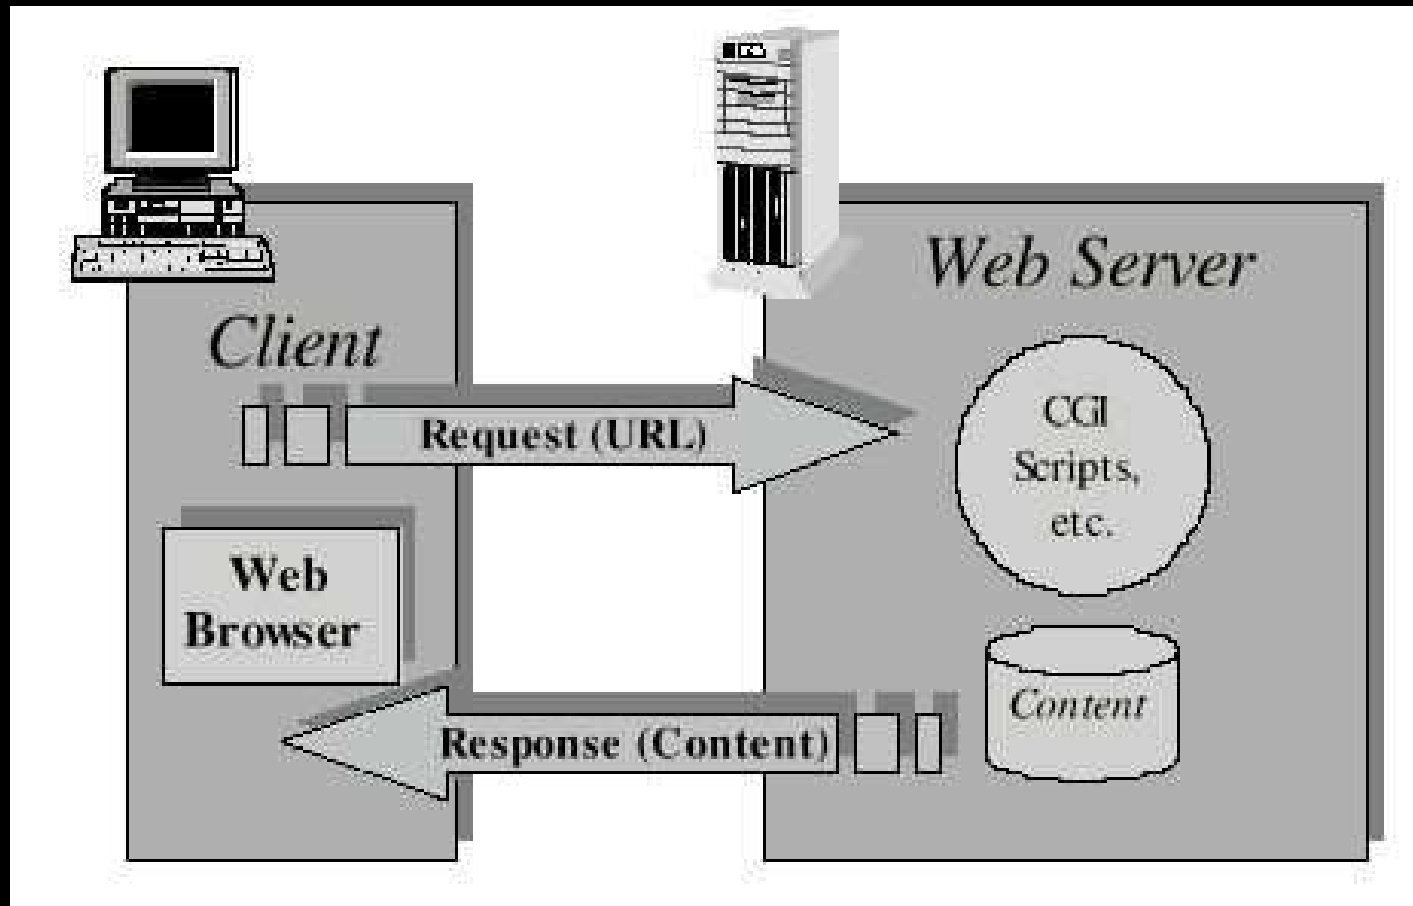 Web Server
Client
Request (URL)
CGI
Scripts,
etc.
Web
Browser
Content
Response (Content)